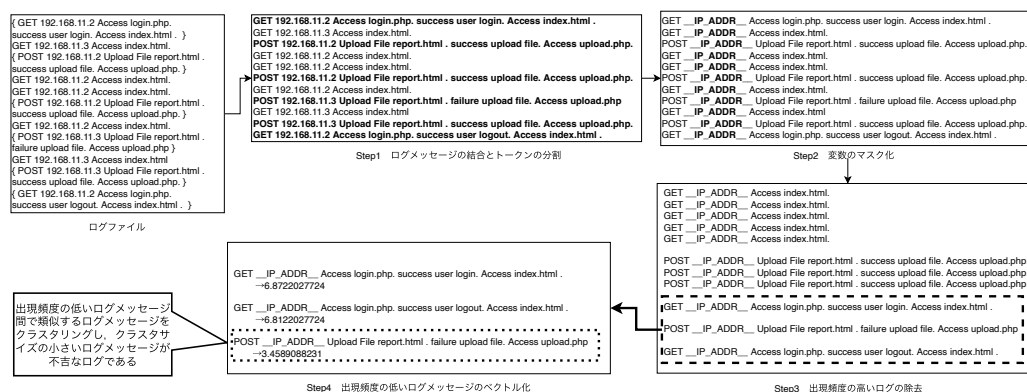 { GET 192.168.11.2 Access login.php.
success user login. Access index.html . }
GET 192.168.11.3 Access index.html.
{ POST 192.168.11.2 Upload File report.html .
success upload file. Access upload.php. }
GET 192.168.11.2 Access index.html.
GET 192.168.11.2 Access index.html.
{ POST 192.168.11.2 Upload File report.html .
success upload file. Access upload.php. }
GET 192.168.11.2 Access index.html.
{ POST 192.168.11.3 Upload File report.html .
failure upload file. Access upload.php }
GET 192.168.11.3 Access index.html
{ POST 192.168.11.3 Upload File report.html .
success upload file. Access upload.php. }
{ GET 192.168.11.2 Access login.php.
success user logout. Access index.html . }
ログファイル
GET 192.168.11.2 Access login.php. success user login. Access index.html .
GET 192.168.11.3 Access index.html.
POST 192.168.11.2 Upload File report.html . success upload file. Access upload.php.
GET 192.168.11.2 Access index.html.
GET 192.168.11.2 Access index.html.
POST 192.168.11.2 Upload File report.html . success upload file. Access upload.php.
GET 192.168.11.2 Access index.html.
POST 192.168.11.3 Upload File report.html . failure upload file. Access upload.php
GET 192.168.11.3 Access index.html
POST 192.168.11.3 Upload File report.html . success upload file. Access upload.php.
GET 192.168.11.2 Access login.php. success user logout. Access index.html .
Step1 ログメッセージの結合とトークンの分割
GET __IP_ADDR__ Access login.php. success user login. Access index.html .
GET __IP_ADDR__ Access index.html.
POST __IP_ADDR__ Upload File report.html . success upload file. Access upload.php.
GET __IP_ADDR__ Access index.html.
GET __IP_ADDR__ Access index.html.
POST __IP_ADDR__ Upload File report.html . success upload file. Access upload.php.
GET __IP_ADDR__ Access index.html.
POST __IP_ADDR__ Upload File report.html . failure upload file. Access upload.php
GET __IP_ADDR__ Access index.html
POST __IP_ADDR__ Upload File report.html . success upload file. Access upload.php.
GET __IP_ADDR__ Access login.php. success user logout. Access index.html .
Step2 変数のマスク化
GET __IP_ADDR__ Access index.html.
GET __IP_ADDR__ Access index.html.
GET __IP_ADDR__ Access index.html.
GET __IP_ADDR__ Access index.html.
GET __IP_ADDR__ Access index.html.
POST __IP_ADDR__ Upload File report.html . success upload file. Access upload.php.
POST __IP_ADDR__ Upload File report.html . success upload file. Access upload.php.
POST __IP_ADDR__ Upload File report.html . success upload file. Access upload.php.
GET __IP_ADDR__ Access login.php. success user login. Access index.html .
POST __IP_ADDR__ Upload File report.html . failure upload file. Access upload.php
GET __IP_ADDR__ Access login.php. success user logout. Access index.html .
Step3 出現頻度の高いログの除去
GET __IP_ADDR__ Access login.php. success user login. Access index.html .
→6.8722027724
GET __IP_ADDR__ Access login.php. success user logout. Access index.html .
→6.8122027724
POST __IP_ADDR__ Upload File report.html . failure upload file. Access upload.php
→3.4589088231
Step4 出現頻度の低いログメッセージのベクトル化
出現頻度の低いログメッセージ
間で類似するログメッセージを
クラスタリングし，クラスタサ
イズの小さいログメッセージが
不吉なログである